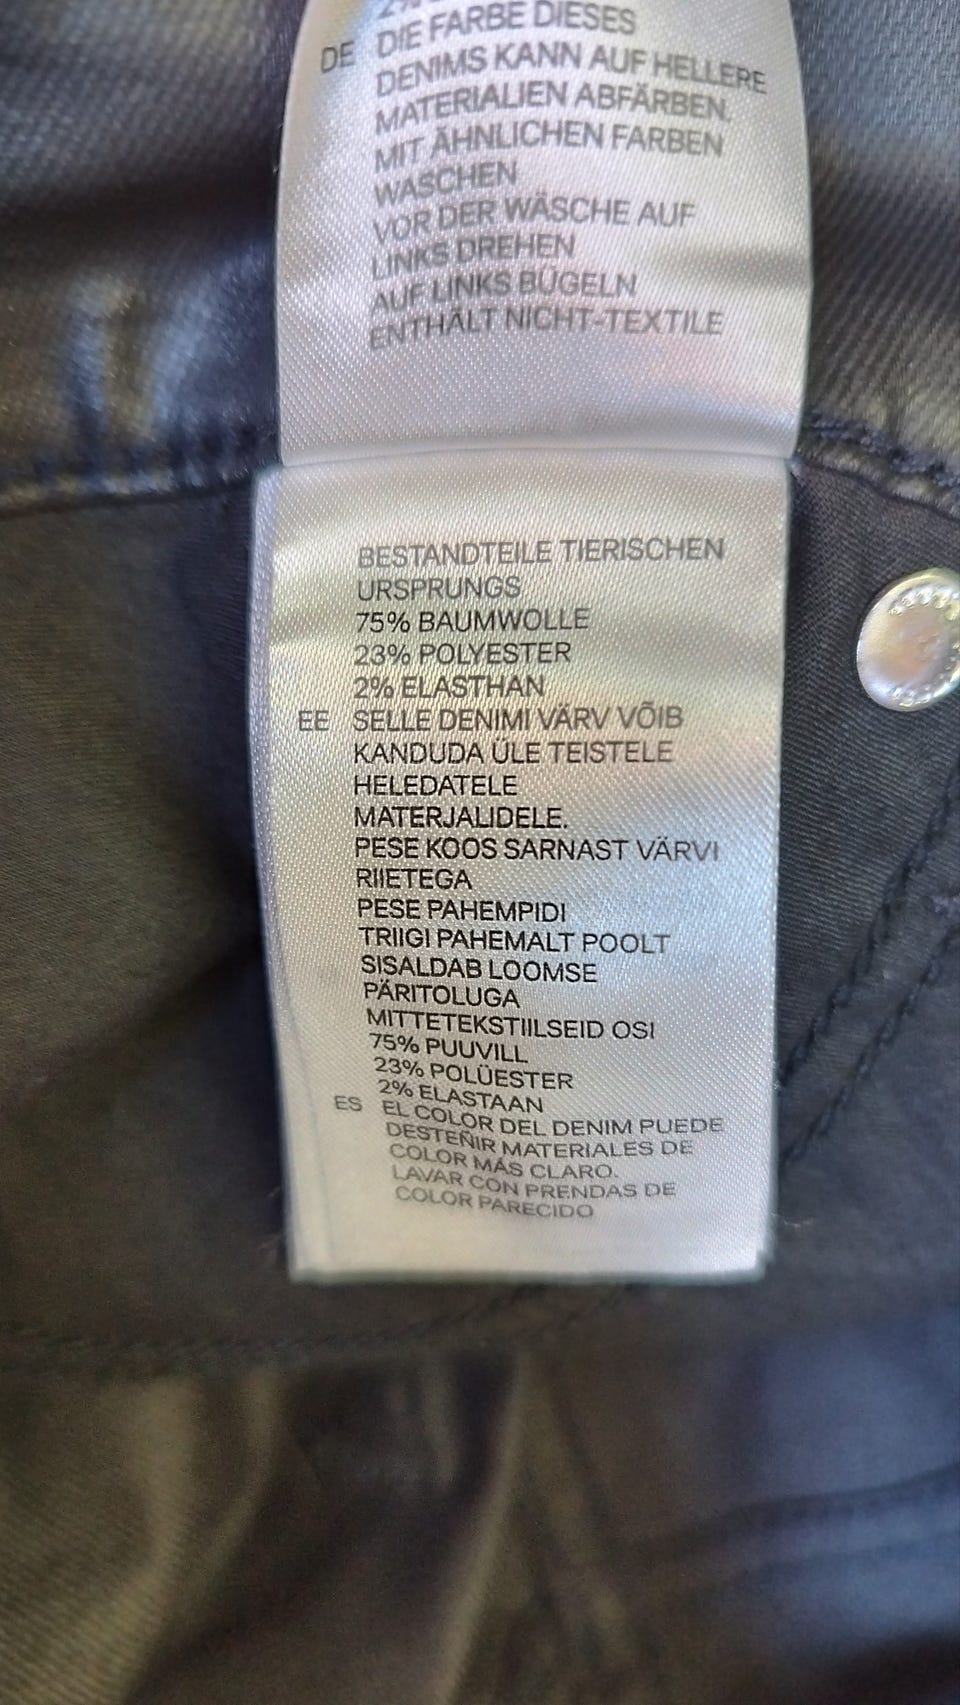 DE DIE FARBE DIESES
DENIMS KANN AUF HELLERE
MATERIALIEN ABFÄRBEN.
MIT ÄHNLICHEN FARBEN
WASCHEN
VOR DER WÄSCHE AUF
LINKS DREHEN
AUF LINKS BÜGELN
ENTHÄLT NICHT-TEXTILE
BESTANDTEILE TIERISCHEN
URSPRUNGS
75% BAUMWOLLE
23% POLYESTER
2% ELASTHAN
EE SELLE DENIMI VÄRV VÕIB
KANDUDA ÜLE TEISTELE
HELEDATELE
MATERJALIDELE.
PESE KOOS SARNAST VÄRVI
RIIETEGA
PESE PAHEMPIDI
TRIIGI PAHEMALT POOLT
SISALDAB LOOMSE
PÄRITOLUGA
MITTETEKSTIILSEID OSI
75% PUUVILL
23% POLÜESTER
2% ELASTAAN
ES EL COLOR DEL DENIM PUEDE
DESTEÑIR MATERIALES DE
COLOR MÁS CLARO.
LAVAR CON PRENDAS DE
COLOR PARECIDO